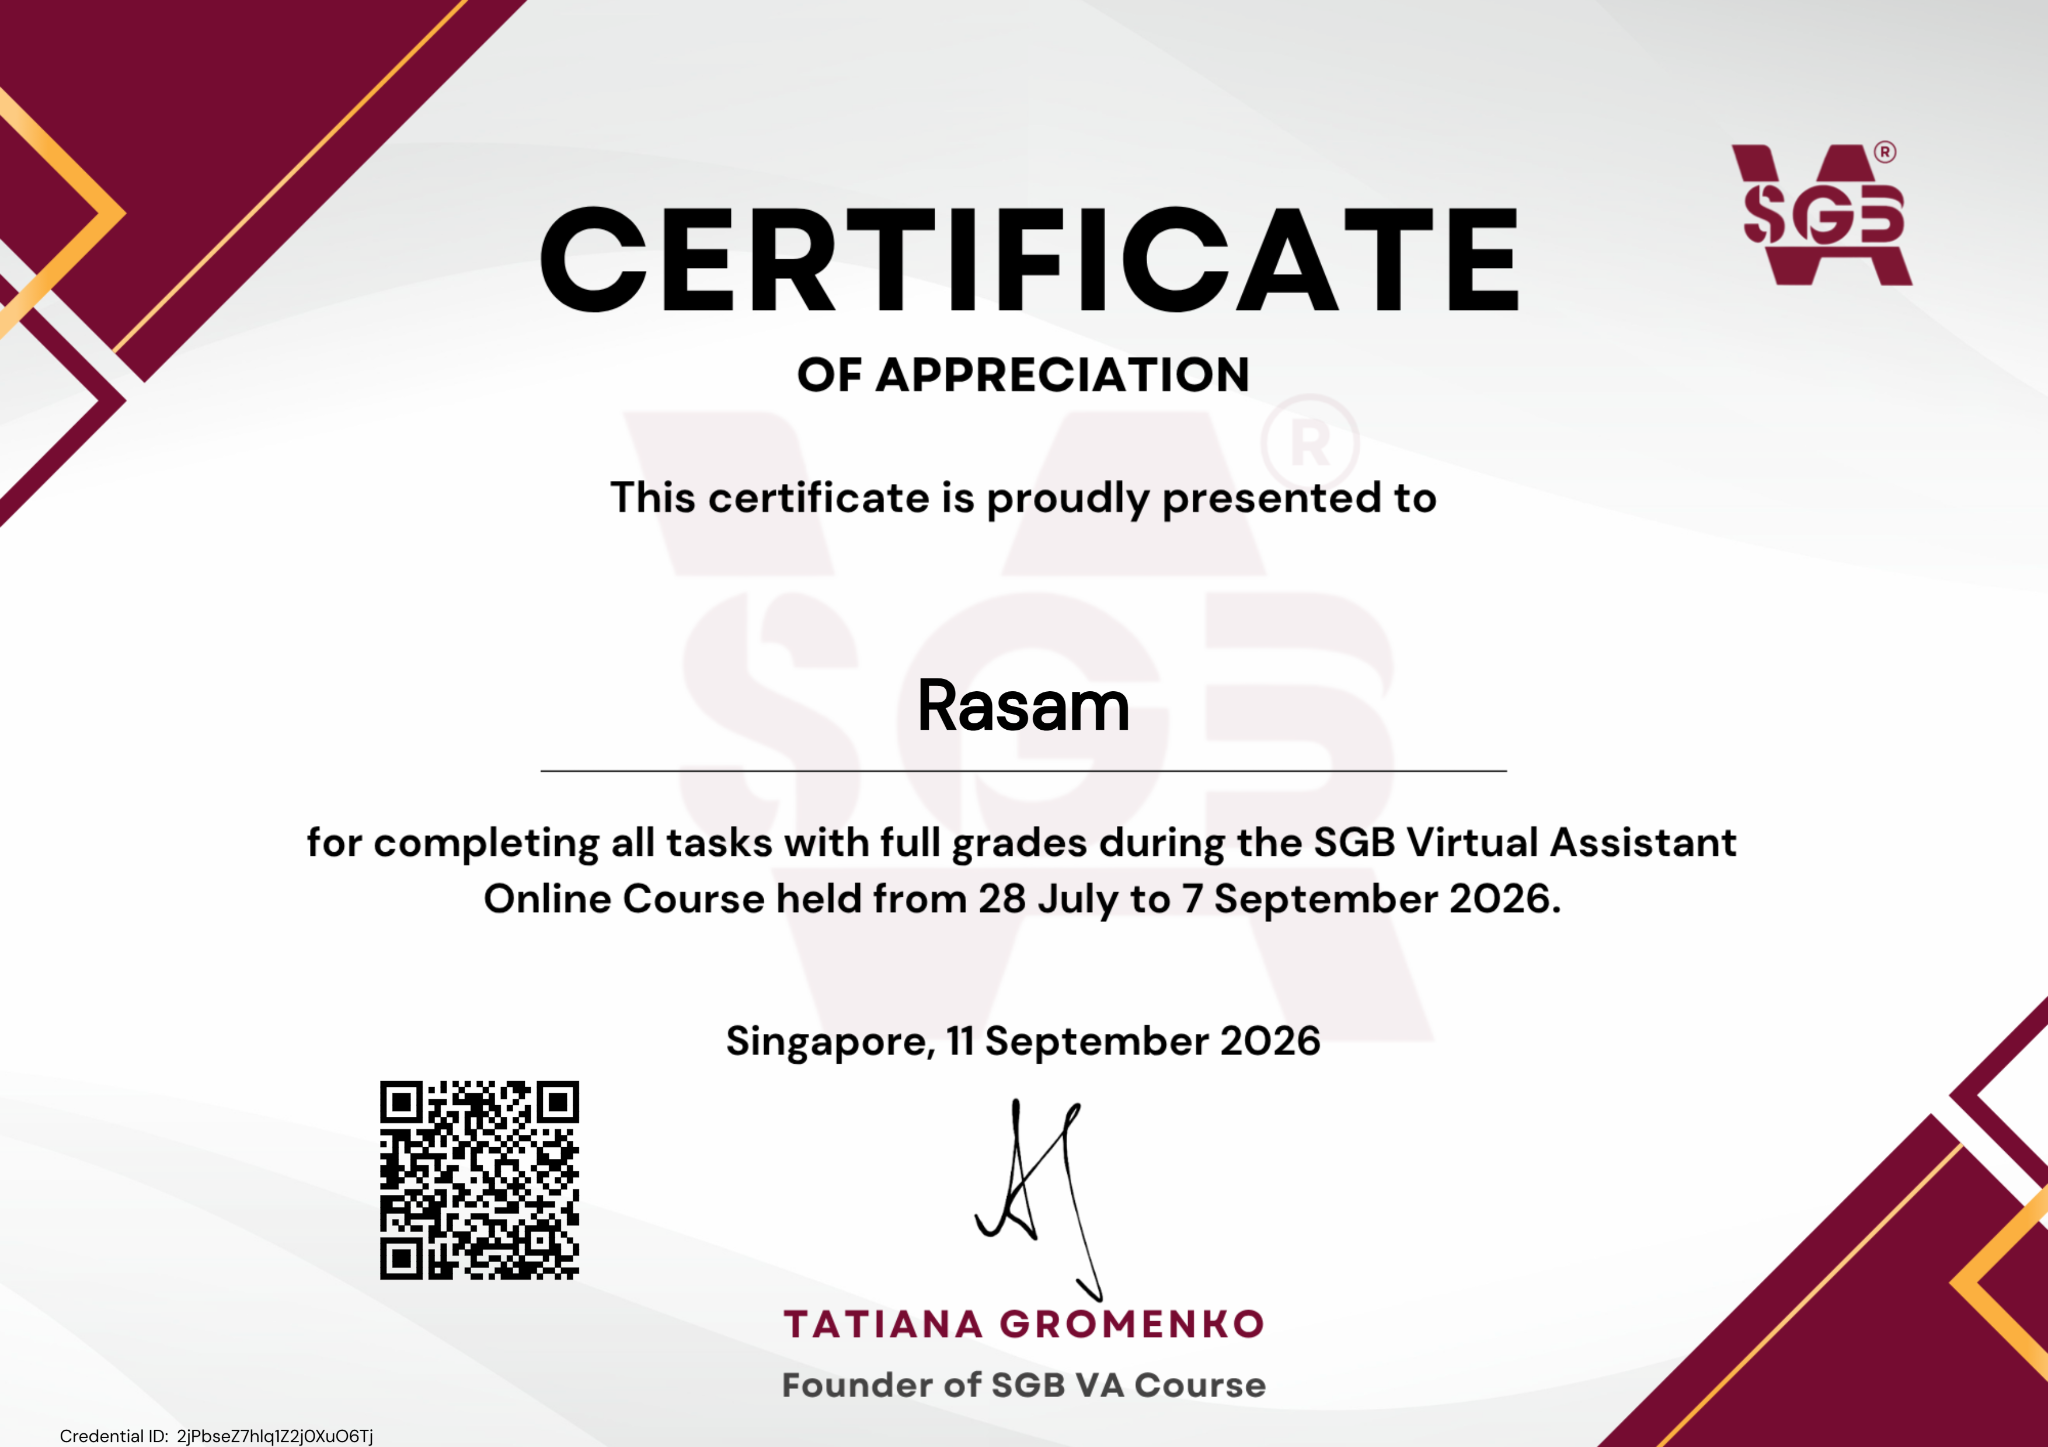 VA®
SGB
CERTIFICATE
OF APPRECIATION
This certificate is proudly presented to
Rasam
for completing all tasks with full grades during the SGB Virtual Assistant
Online Course held from 28 July to 7 September 2026.
Singapore, 11 September 2026
TATIANA GROMENKO
Founder of SGB VA Course
Credential ID: 2jPbseZ7hlq1Z2j0XuO6Tj